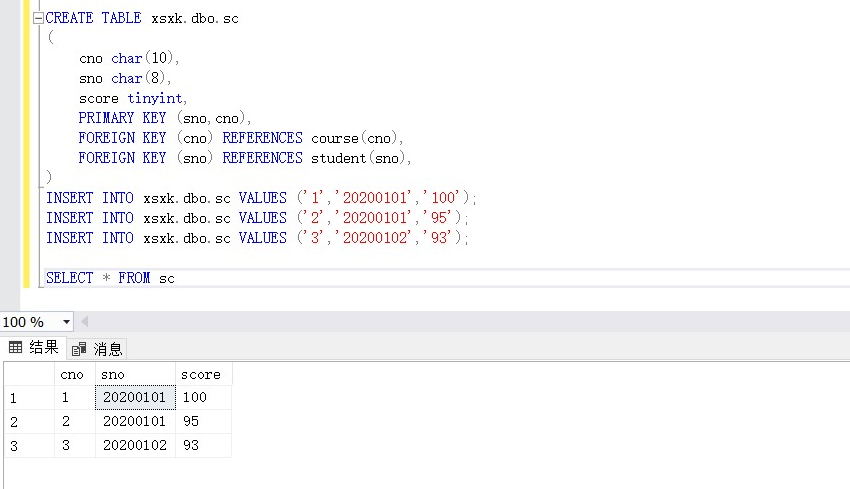 CREATE TABLE xsxk.dbo.sc
(
cno char(10),
sno char(8),
score tinyint,
PRIMARY KEY (sno,cno),
FOREIGN KEY (cno) REFERENCES course(cno),
FOREIGN KEY (sno) REFERENCES student(sno),
)
INSERT INTO xsxk.dbo.sc VALUES ('1','20200101','100');
INSERT INTO xsxk.dbo.sc VALUES ('2','20200101','95');
INSERT INTO xsxk.dbo.sc VALUES ('3','20200102','93');
SELECT * FROM sc
100 %
结果 消息
cno sno score
1 1 20200101 100
2 2 20200101 95
3 3 20200102 93